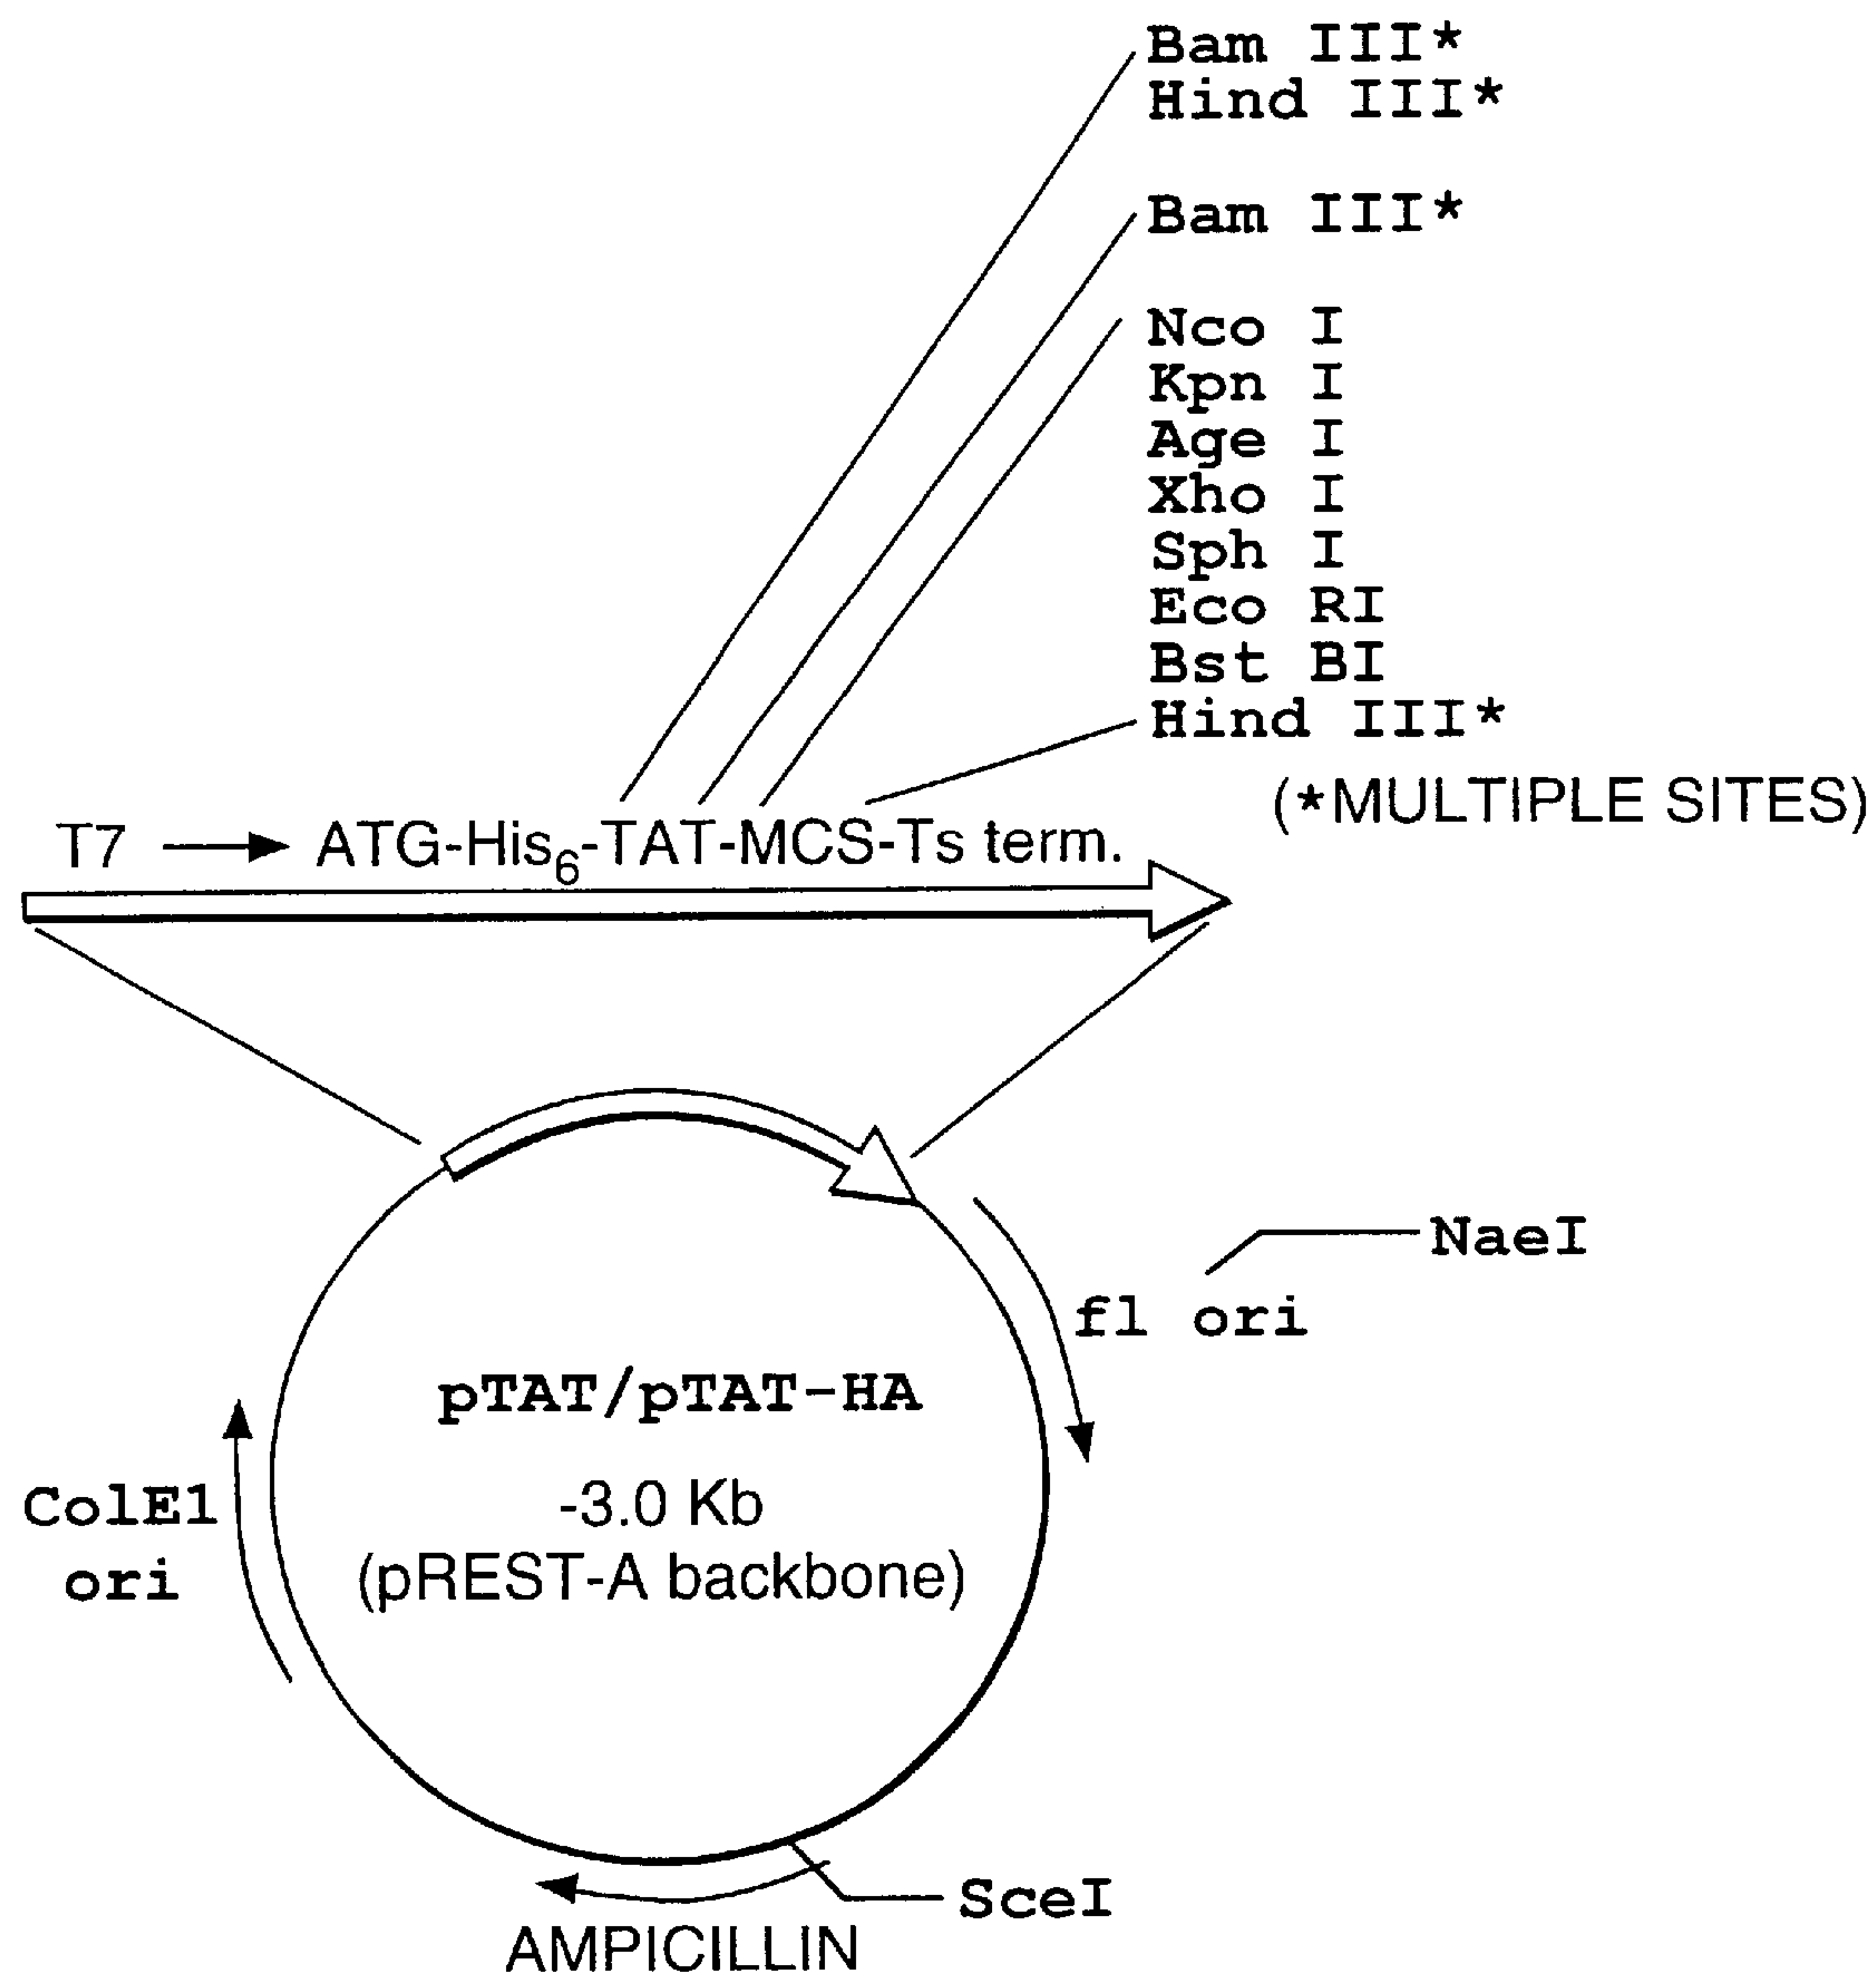 Bam III*
Hind III*
Bam III*
Nco I
Kpn I
Age I
Xho I
Sph I
Eco RI
Bst BI
Hind III*
(*MULTIPLE SITES)
T7 ATG-His6-TAT-MCS-Ts term.
NaeI
fl ori
pTAT/pTAT-HA
-3.0 Kb
(pREST-A backbone)
ColE1
ori
SceI
AMPICILLIN